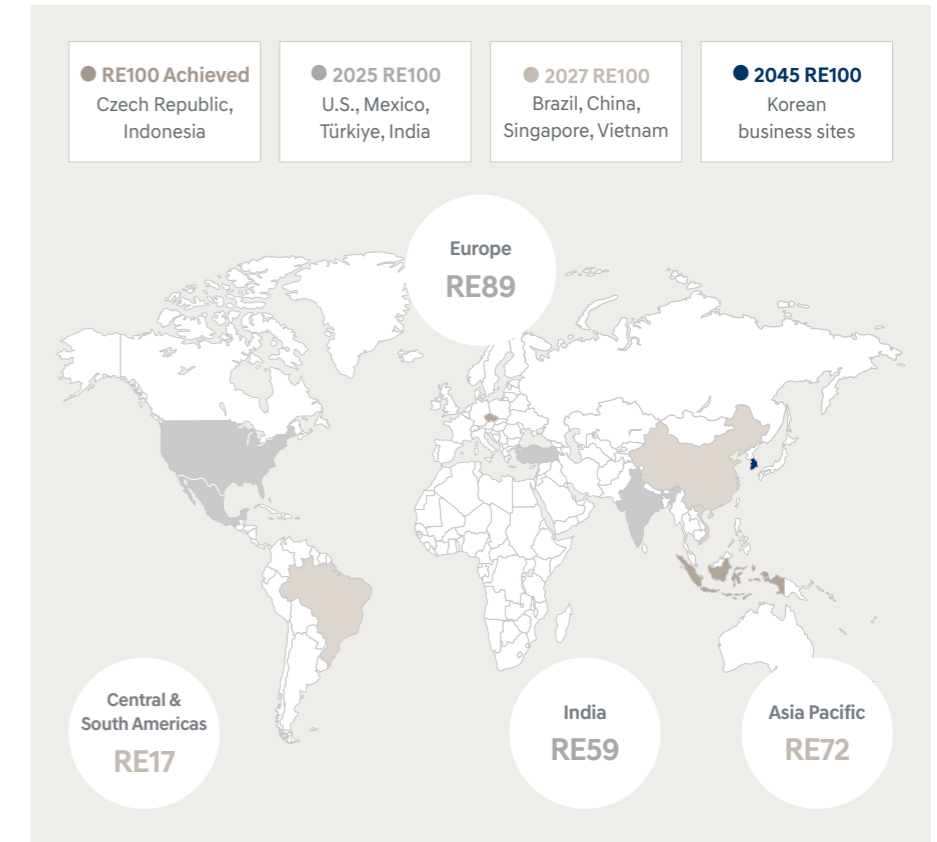 RE100 Achieved
Czech Republic,
Indonesia
2025 RE100
U.S., Mexico,
Türkiye, India
2027 RE100
Brazil, China,
Singapore, Vietnam
2045 RE100
Korean
business sites
Europe
RE89
Central &
South Americas
RE17
India
RE59
Asia Pacific
RE72